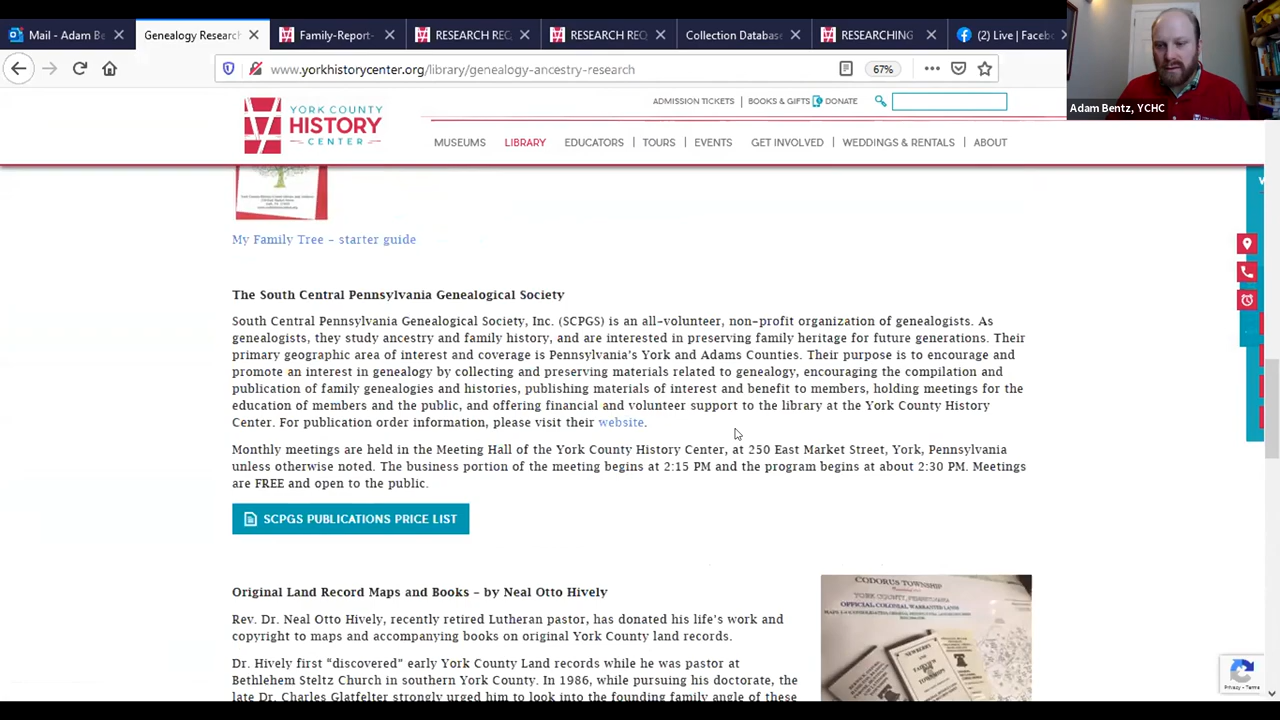 Mail - Adam Be
Genealogy Research
Family-Report-
RESEARCH REQ
RESEARCH REQ
Collection Database
RESEARCHING
(2) Live | Faceb
www.yorkhistorycenter.org/library/genealogy-ancestry-research
67%
Adam Bentz, YCHC
YORK COUNTY
HISTORY
CENTER
ADMISSION TICKETS | BOOKS & GIFTS DONATE
MUSEUMS LIBRARY EDUCATORS TOURS EVENTS GET INVOLVED WEDDINGS & RENTALS ABOUT
My Family Tree – starter guide
The South Central Pennsylvania Genealogical Society
South Central Pennsylvania Genealogical Society, Inc. (SCPGS) is an all-volunteer, non-profit organization of genealogists. As
genealogists, they study ancestry and family history, and are interested in preserving family heritage for future generations. Their
primary geographic area of interest and coverage is Pennsylvania's York and Adams Counties. Their purpose is to encourage and
promote an interest in genealogy by collecting and preserving materials related to genealogy, encouraging the compilation and
publication of family genealogies and histories, publishing materials of interest and benefit to members, holding meetings for the
education of members and the public, and offering financial and volunteer support to the library at the York County History
Center. For publication order information, please visit their website.
Monthly meetings are held in the Meeting Hall of the York County History Center, at 250 East Market Street, York, Pennsylvania
unless otherwise noted. The business portion of the meeting begins at 2:15 PM and the program begins at about 2:30 PM. Meetings
are FREE and open to the public.
SCPGS PUBLICATIONS PRICE LIST
Original Land Record Maps and Books – by Neal Otto Hively
Rev. Dr. Neal Otto Hively, recently retired Lutheran pastor, has donated his life's work and
copyright to maps and accompanying books on original York County land records.
Dr. Hively first "discovered" early York County Land records while he was pastor at
Bethlehem Steltz Church in southern York County. In 1986, while pursuing his doctorate, the
late Dr. Charles Glatfelter strongly urged him to look into the founding family angle of these
CODORUS TOWNSHIP
YORK COUNTY, PENNSYLVANIA
OFFICIAL COLONIAL WARRANTEE LANDS
Privacy - Terms